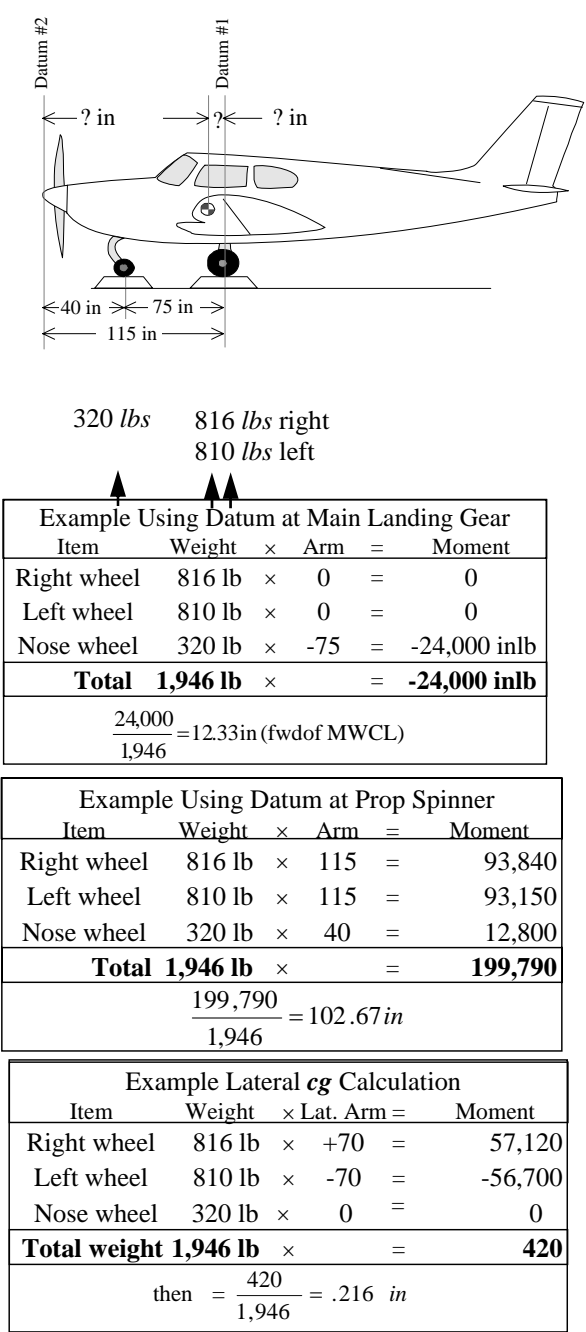 Datum #2
Datum #1
? in
?
? in
40 in
75 in
115 in
320 lbs
816 lbs right
810 lbs left
Example Using Datum at Main Landing Gear
Item Weight × Arm = Moment
Right wheel 816 lb × 0 = 0
Left wheel 810 lb × 0 = 0
Nose wheel 320 lb × -75 = -24,000 inlb
Total 1,946 lb × = -24,000 inlb
24,000
=12.33in (fwdof MWCL)
1,946
Example Using Datum at Prop Spinner
Item Weight × Arm = Moment
Right wheel 816 lb × 115 = 93,840
Left wheel 810 lb × 115 = 93,150
Nose wheel 320 lb × 40 = 12,800
Total 1,946 lb × = 199,790
199,790
= 102.67in
1,946
Example Lateral cg Calculation
Item Weight × Lat. Arm = Moment
Right wheel 816 lb × +70 = 57,120
Left wheel 810 lb × -70 = -56,700
Nose wheel 320 lb × 0 = 0
Total weight 1,946 lb × = 420
420
then = = .216 in
1,946